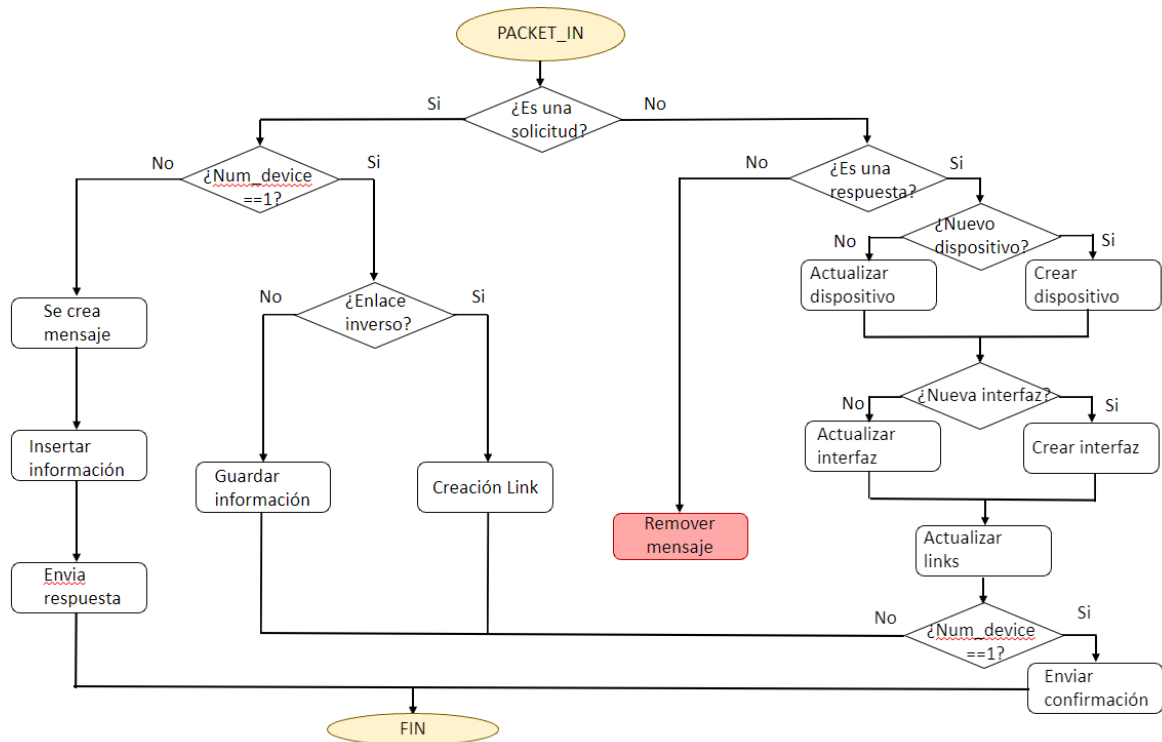 PACKET_IN
Si
¿Es una
solicitud?
No
No
¿Num_device
==1?
Si
No
¿Es una
respuesta?
Si
¿Nuevo
dispositivo?
No
Si
Actualizar
dispositivo
Crear
dispositivo
Se crea
mensaje
No
¿Enlace
inverso?
Si
¿Nueva interfaz?
No
Si
Insertar
información
Actualizar
interfaz
Crear interfaz
Guardar
información
Creación Link
Remover
mensaje
Actualizar
links
Envia
respuesta
No
¿Num_device
==1?
Si
Enviar
confirmación
FIN